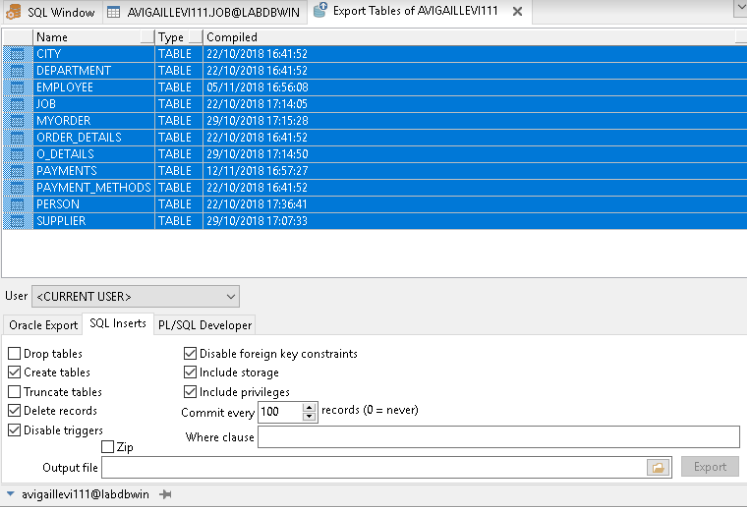 SQL Window AVIGAILLEVI111.JOB@LABDBWIN Export Tables of AVIGAILLEVI111
Name Type Compiled
CITY TABLE 22/10/2018 16:41:52
DEPARTMENT TABLE 22/10/2018 16:41:52
EMPLOYEE TABLE 05/11/2018 16:56:08
JOB TABLE 22/10/2018 17:14:05
MYORDER TABLE 29/10/2018 17:15:28
ORDER_DETAILS TABLE 22/10/2018 16:41:52
O_DETAILS TABLE 29/10/2018 17:14:50
PAYMENTS TABLE 12/11/2018 16:57:27
PAYMENT_METHODS TABLE 22/10/2018 16:41:52
PERSON TABLE 22/10/2018 17:36:41
SUPPLIER TABLE 29/10/2018 17:07:33
User <CURRENT USER>
Oracle Export SQL Inserts PL/SQL Developer
Drop tables Disable foreign key constraints
Create tables Include storage
Truncate tables Include privileges
Delete records Commit every 100 records (0 = never)
Disable triggers Where clause
Zip
Output file Export
avigaillevi111@labdbwin